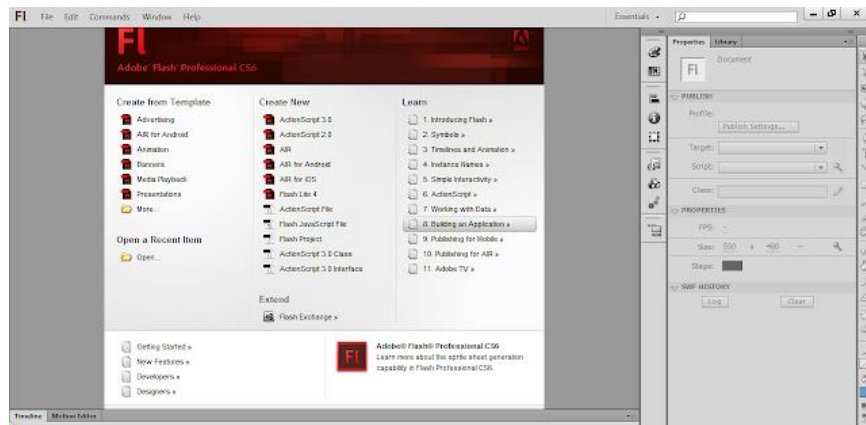 Fl File Edit Commands Window Help
Essentials
Fl
Adobe® Flash® Professional CS6
Adobe
Create from Template
Advertising
AIR for Android
Animation
Banners
Media Playback
Presentations
More...
Open a Recent Item
Open...
Create New
ActionScript 3.0
ActionScript 2.0
AIR
AIR for Android
AIR for iOS
Flash Lite 4
ActionScript File
Flash JavaScript File
Flash Project
ActionScript 3.0 Class
ActionScript 3.0 Interface
Extend
Flash Exchange »
Learn
1. Introducing Flash »
2. Symbols »
3. Timelines and Animation »
4. Instance Names »
5. Simple Interactivity »
6. ActionScript »
7. Working with Data »
8. Building an Application »
9. Publishing for Mobile »
10. Publishing for AIR »
11. Adobe TV »
Getting Started »
New Features »
Developers »
Designers »
Fl
Adobe® Flash® Professional CS6
Learn more about the sprite sheet generation
capability in Flash Professional CS6.
Properties Library
Fl Document
PUBLISH
Profile:
Publish Settings...
Target:
Script:
Class:
PROPERTIES
FPS: --
Size: 550 x 400
Stage:
SWF HISTORY
Log Clear
Timeline Motion Editor